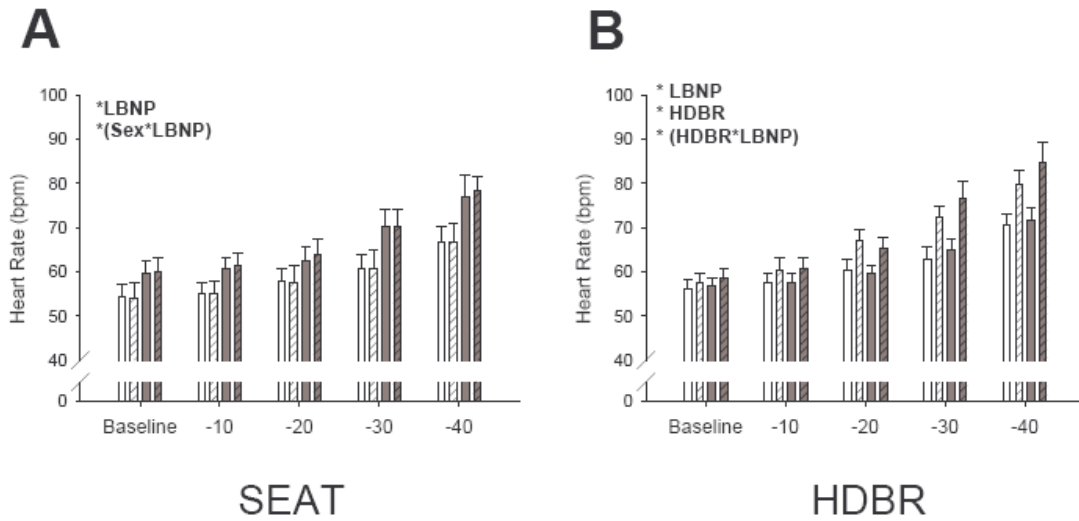 A
Heart Rate (bpm)
100
90
80
70
60
50
40
0
*LBNP
*(Sex*LBNP)
Baseline -10 -20 -30 -40
SEAT
B
Heart Rate (bpm)
100
90
80
70
60
50
40
0
* LBNP
* HDBR
* (HDBR*LBNP)
Baseline -10 -20 -30 -40
HDBR